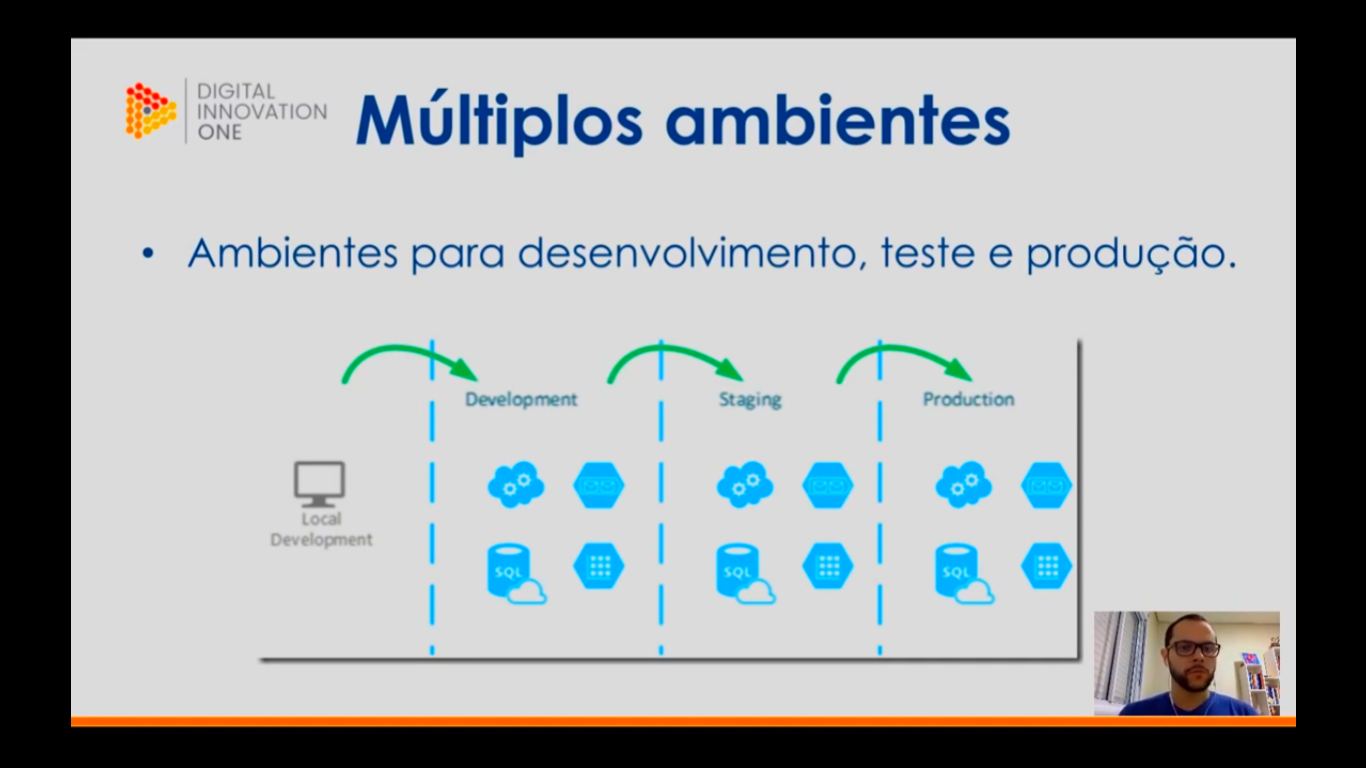 DIGITAL
INNOVATION
ONE
Múltiplos ambientes
• Ambientes para desenvolvimento, teste e produção.
Development
Staging
Production
Local
Development
SQL
SQL
SQL